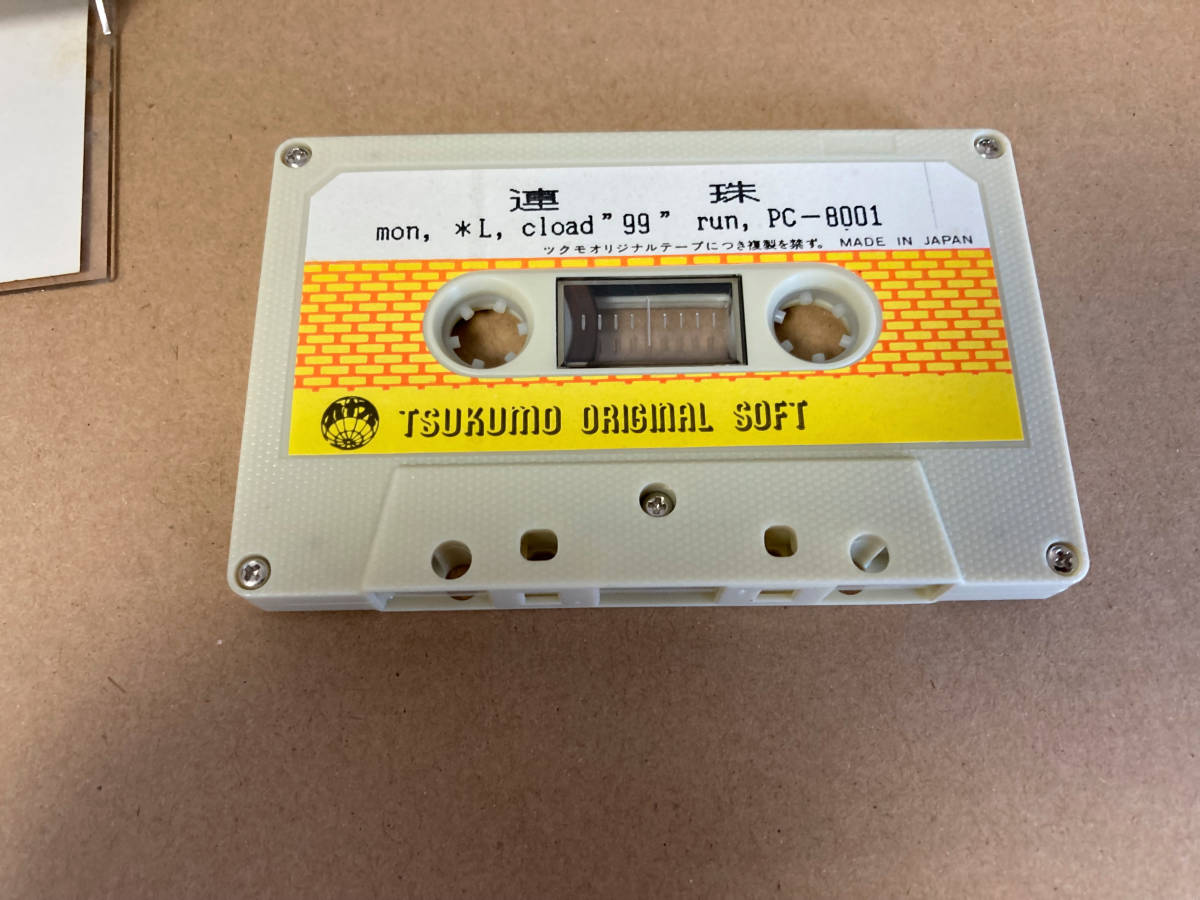 連 珠
mon, *L, cload"99" run, PC-8001
ツクモオリジナルテープにつき複製を禁ず。 MADE IN JAPAN
TSUKUMO ORIGINAL SOFT